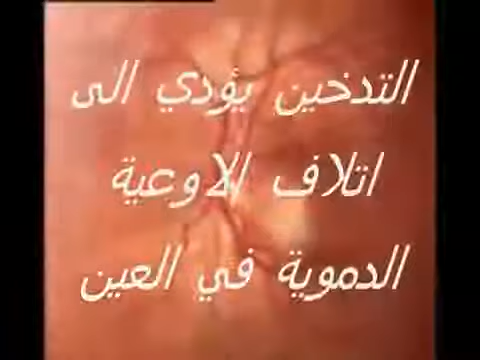 التدخين يؤدي الى
اتلاف الاوعية
الدموية في العين